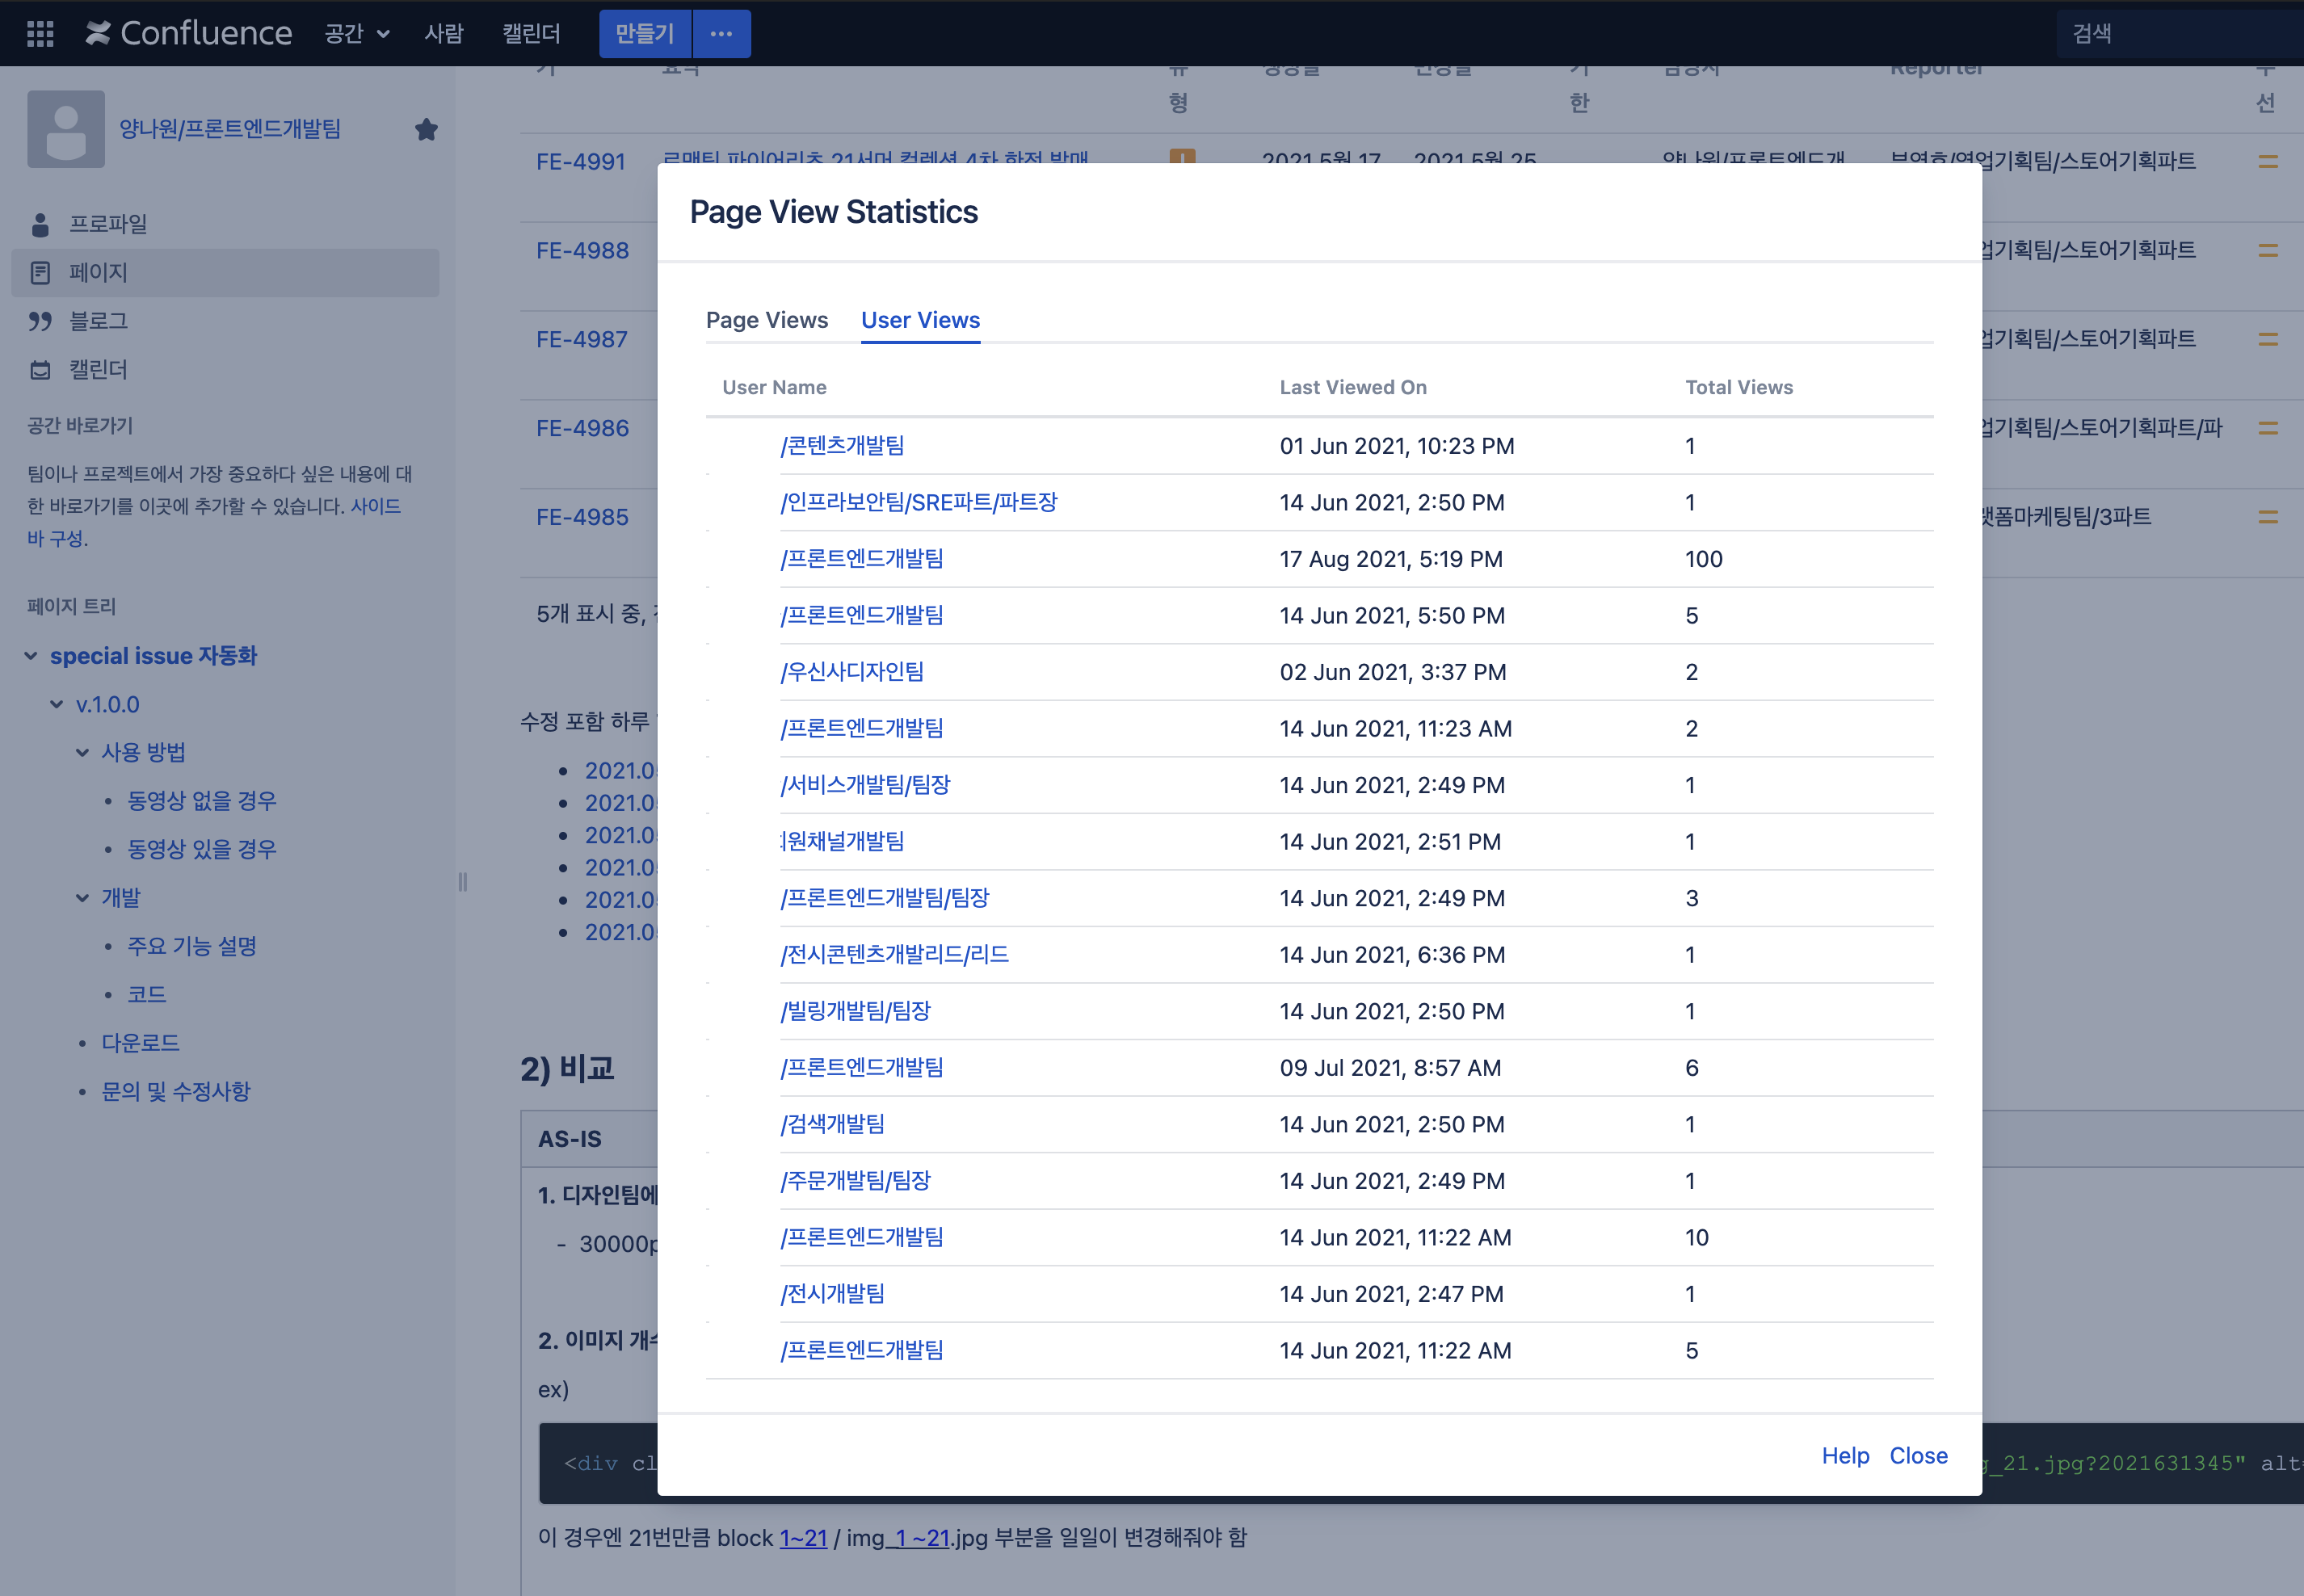 Confluence 공간 사람 캘린더 만들기 ••• 검색
양나원/프론트엔드개발팀
프로파일
페이지
블로그
캘린더
공간 바로가기
팀이나 프로젝트에서 가장 중요하다 싶은 내용에 대
한 바로가기를 이곳에 추가할 수 있습니다. 사이드
바 구성.
페이지 트리
special issue 자동화
v.1.0.0
사용 방법
동영상 없을 경우
동영상 있을 경우
개발
주요 기능 설명
코드
다운로드
문의 및 수정사항
Reporter
형 한 선
FE-4991 2021 5월 17 2021 5월 25 양나원/프론트엔드개 부영호/영업기획팀/스토어기획파트
FE-4988 업기획팀/스토어기획파트
FE-4987 업기획팀/스토어기획파트
FE-4986 업기획팀/스토어기획파트/파
FE-4985 랫폼마케팅팀/3파트
5개 표시 중,
수정 포함 하루
2021.0
2021.0
2021.0
2021.0
2021.0
2021.0
2) 비교
AS-IS
1. 디자인팀에
- 30000p
2. 이미지 개수
ex)
<div cl
_21.jpg?2021631345" alt=
이 경우엔 21번만큼 block 1~21 / img_1 ~21.jpg 부분을 일일이 변경해줘야 함
Page View Statistics
Page Views User Views
User Name Last Viewed On Total Views
/콘텐츠개발팀 01 Jun 2021, 10:23 PM 1
/인프라보안팀/SRE파트/파트장 14 Jun 2021, 2:50 PM 1
/프론트엔드개발팀 17 Aug 2021, 5:19 PM 100
/프론트엔드개발팀 14 Jun 2021, 5:50 PM 5
/우신사디자인팀 02 Jun 2021, 3:37 PM 2
/프론트엔드개발팀 14 Jun 2021, 11:23 AM 2
/서비스개발팀/팀장 14 Jun 2021, 2:49 PM 1
원채널개발팀 14 Jun 2021, 2:51 PM 1
/프론트엔드개발팀/팀장 14 Jun 2021, 2:49 PM 3
/전시콘텐츠개발리드/리드 14 Jun 2021, 6:36 PM 1
/빌링개발팀/팀장 14 Jun 2021, 2:50 PM 1
/프론트엔드개발팀 09 Jul 2021, 8:57 AM 6
/검색개발팀 14 Jun 2021, 2:50 PM 1
/주문개발팀/팀장 14 Jun 2021, 2:49 PM 1
/프론트엔드개발팀 14 Jun 2021, 11:22 AM 10
/전시개발팀 14 Jun 2021, 2:47 PM 1
/프론트엔드개발팀 14 Jun 2021, 11:22 AM 5
Help Close